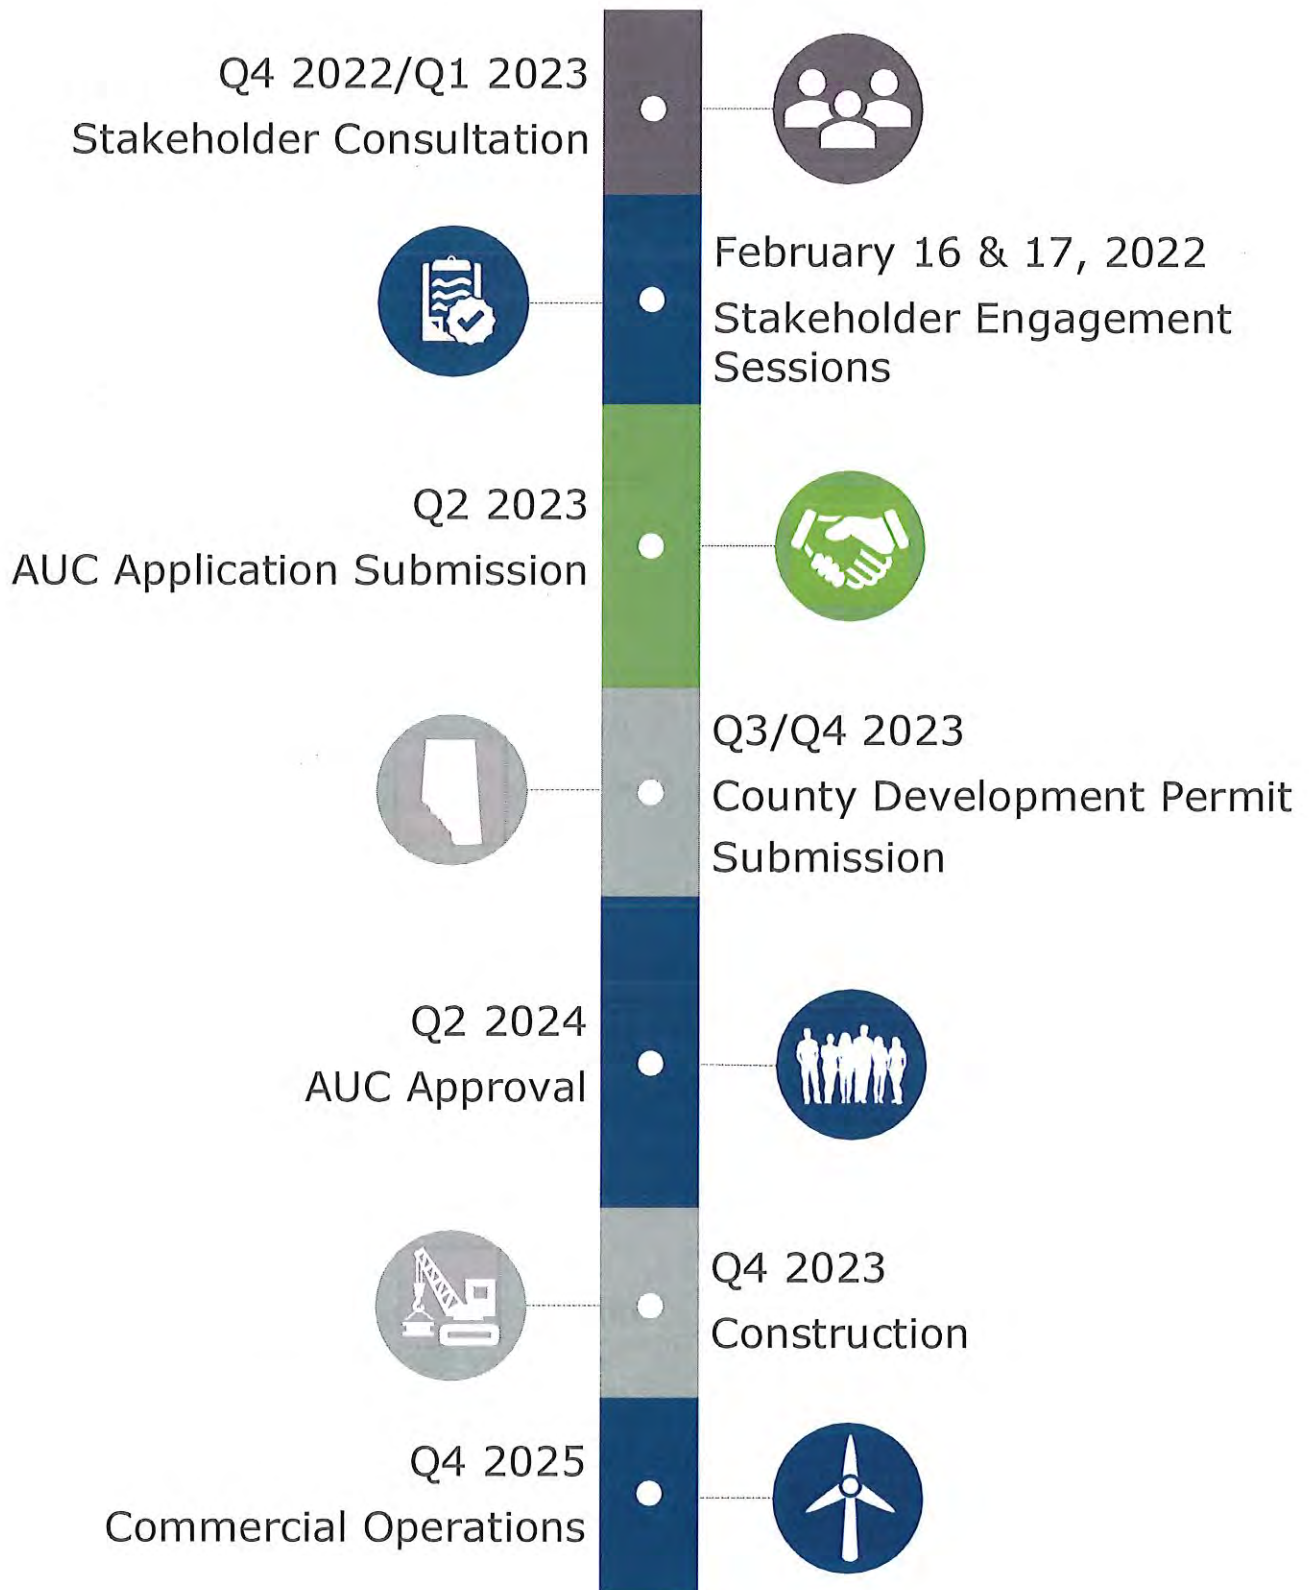 Q4 2022/Q1 2023
Stakeholder Consultation
February 16 & 17, 2022
Stakeholder Engagement
Sessions
Q2 2023
AUC Application Submission
Q3/Q4 2023
County Development Permit
Submission
Q2 2024
AUC Approval
Q4 2023
Construction
Q4 2025
Commercial Operations